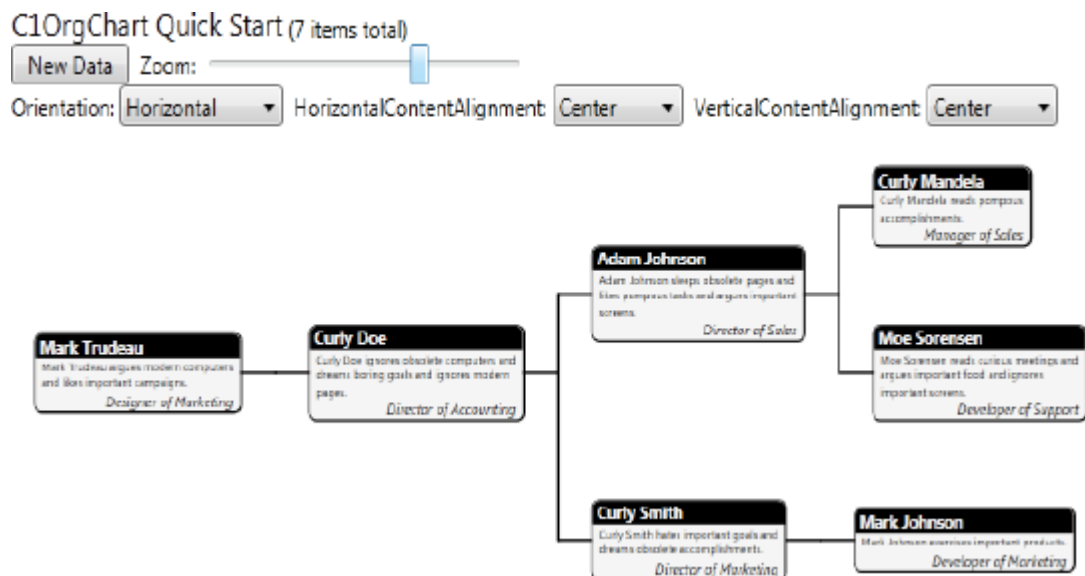 C1OrgChart Quick Start (7 items total)
New Data Zoom:
Orientation: Horizontal HorizontalContentAlignment: Center VerticalContentAlignment: Center
Curly Mandela
Curly Mandela reads pompous
accomplishments.
Manager of Sales
Adam Johnson
Adam Johnson sleeps obsolete pages and
likes pompous tasks and argues important
screens.
Director of Sales
Mark Trudeau
Mark Trudeau argues modern computers
and likes important campaigns.
Designer of Marketing
Curly Doe
Curly Doe ignores obsolete computers and
dreams boring goals and ignores modern
pages.
Director of Accounting
Moe Sorensen
Moe Sorensen reads curious meetings and
argues important food and ignores
important screens.
Developer of Support
Curly Smith
Curly Smith hates important goals and
dreams obsolete accomplishments.
Director of Marketing
Mark Johnson
Mark Johnson exercises important products.
Developer of Marketing